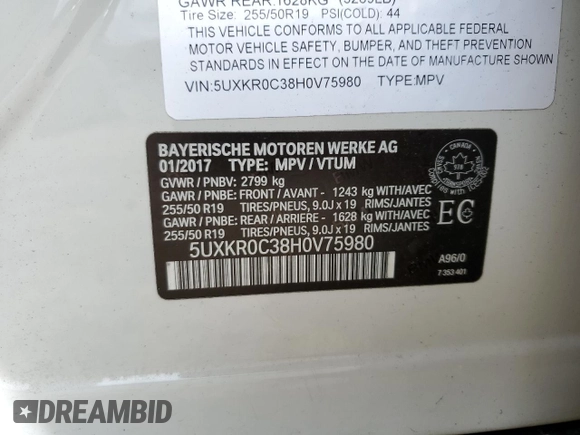 GAWR REAR:1628KG
Tire Size: 255/50R19 PSI(COLD): 44
THIS VEHICLE CONFORMS TO ALL APPLICABLE FEDERAL
MOTOR VEHICLE SAFETY, BUMPER, AND THEFT PREVENTION
STANDARDS IN EFFECT ON THE DATE OF MANUFACTURE SHOWN
VIN:5UXKR0C38H0V75980 TYPE:MPV
BAYERISCHE MOTOREN WERKE AG
01/2017 TYPE: MPV / VTUM
GVWR / PNBV: 2799 kg
GAWR / PNBE: FRONT / AVANT - 1243 kg WITH/AVEC
255/50 R19 TIRES/PNEUS, 9.0J x 19 RIMS/JANTES
GAWR / PNBE: REAR / ARRIERE - 1628 kg WITH/AVEC
255/50 R19 TIRES/PNEUS, 9.0J x 19 RIMS/JANTES
5UXKR0C38H0V75980
CANADA
EC
A96/0
7 353 401
DREAMBID